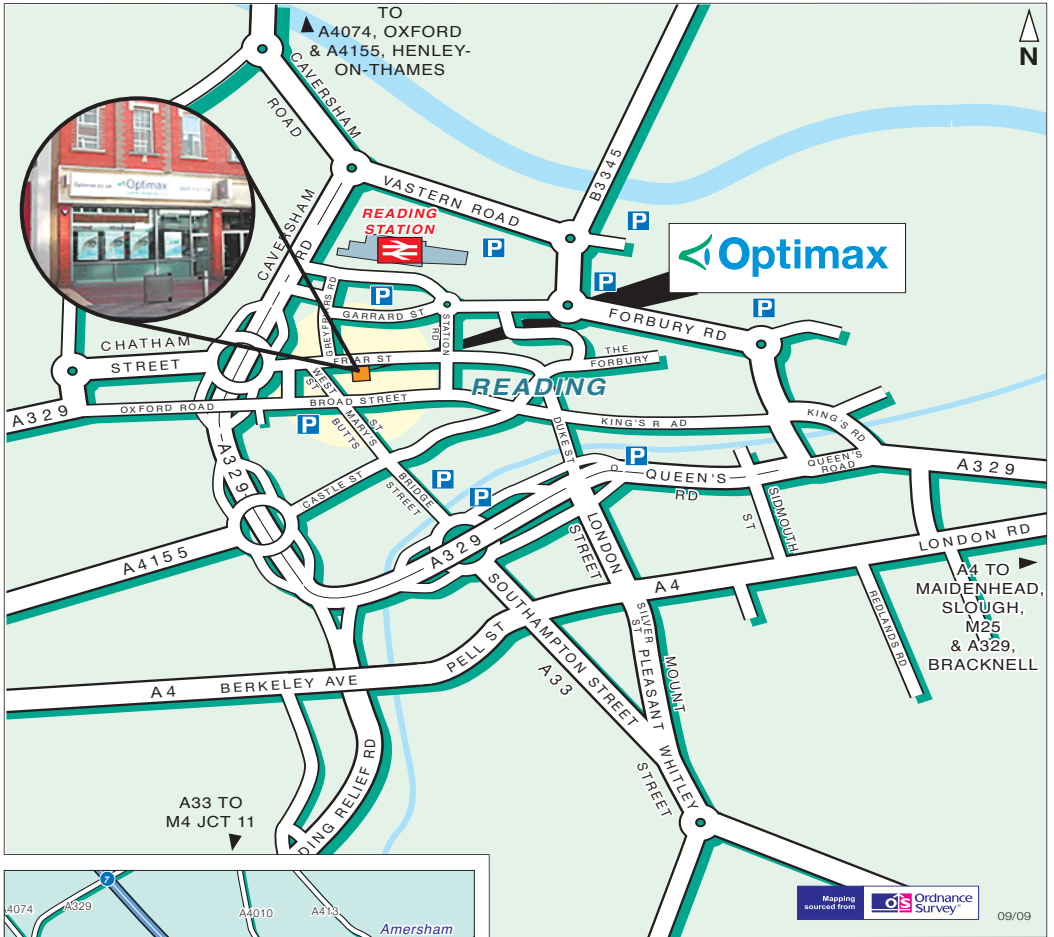 TO
A4074, OXFORD
& A4155, HENLEY-
ON-THAMES
N
CAVERSHAM
ROAD
B3345
VASTERN ROAD
CAVERSHAM
RD
READING
STATION
P
P
P
P
P
Optimax
Optimax
GREYFRIARS RD
GARRARD ST
STATION
RD
FORBURY RD
CHATHAM
STREET
FRIAR ST
THE
FORBURY
READING
WEST
ST
A329
OXFORD ROAD
BROAD STREET
P
ST
MARY'S
BUTTS
DUKE ST
KING'S R AD
KING'S RD
A329
CASTLE ST
BRIDGE
STREET
P
P
P
QUEEN'S
RD
QUEEN'S
ROAD
A329
SIDMOUTH
ST
A4155
A329
LONDON
STREET
LONDON RD
A4
A4 TO
MAIDENHEAD,
SLOUGH,
M25
& A329,
BRACKNELL
SOUTHAMPTON STREET
A33
SILVER
ST
MOUNT
PLEASANT
REDLANDS RD
PELL ST
A4
BERKELEY AVE
WHITLEY
STREET
DING RELIEF RD
A33 TO
M4 JCT 11
7
4074
A329
A4010
A413
Amersham
Mapping
sourced from
OS
Ordnance
Survey®
09/09